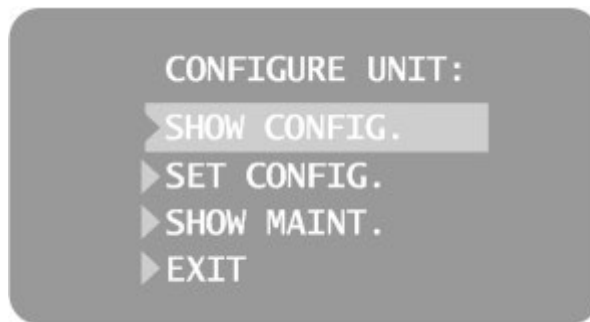 CONFIGURE UNIT:
SHOW CONFIG.
SET CONFIG.
SHOW MAINT.
EXIT